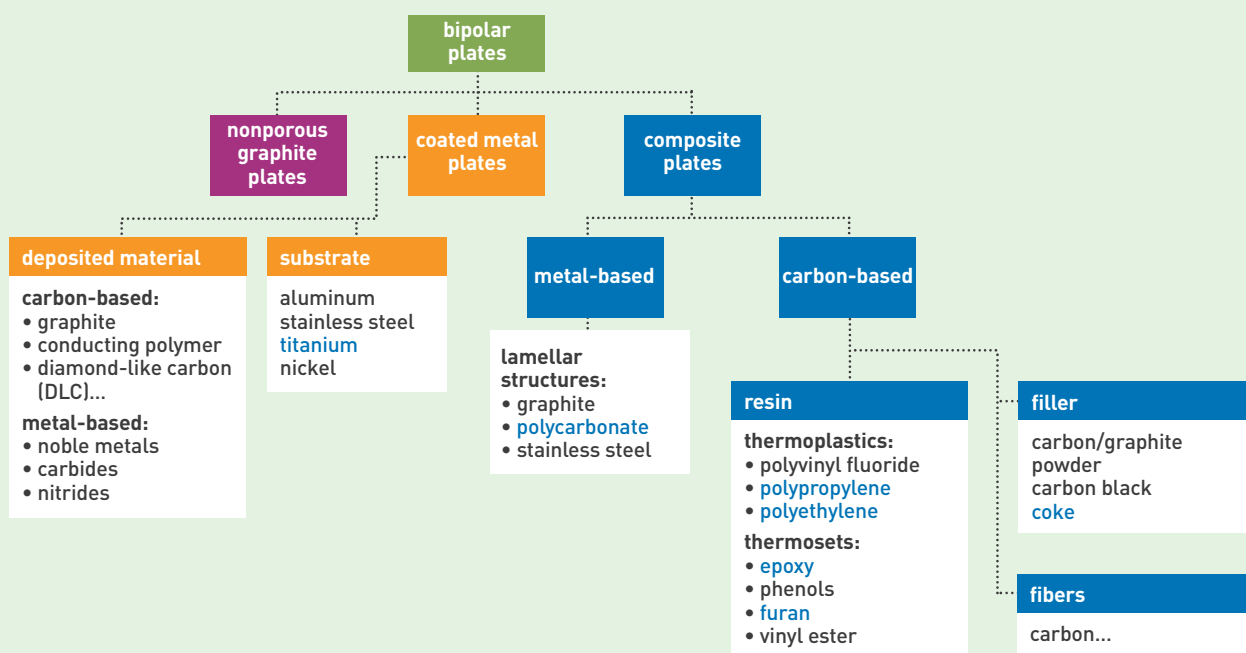 bipolar
plates
nonporous
graphite
plates
coated metal
plates
composite
plates
deposited material
carbon-based:
• graphite
• conducting polymer
• diamond-like carbon
(DLC)...
metal-based:
• noble metals
• carbides
• nitrides
substrate
aluminum
stainless steel
titanium
nickel
metal-based
lamellar
structures:
• graphite
• polycarbonate
• stainless steel
carbon-based
resin
thermoplastics:
• polyvinyl fluoride
• polypropylene
• polyethylene
thermosets:
• epoxy
• phenols
• furan
• vinyl ester
filler
carbon/graphite
powder
carbon black
coke
fibers
carbon...